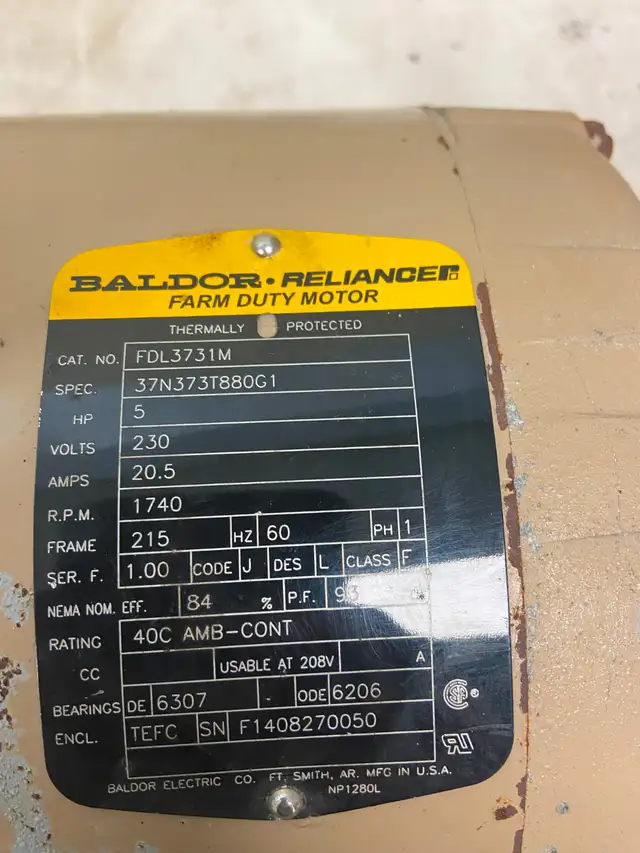 BALDOR · RELIANCE
FARM DUTY MOTOR
THERMALLY PROTECTED
CAT. NO. FDL3731M
SPEC. 37N373T880G1
HP 5
VOLTS 230
AMPS 20.5
R.P.M. 1740
FRAME 215 HZ 60 PH 1
SER. F. 1.00 CODE J DES L CLASS F
NEMA NOM. EFF. 84 % P.F.
RATING 40C AMB-CONT
CC USABLE AT 208V A
BEARINGS DE 6307 - ODE 6206
ENCL. TEFC SN F1408270050
BALDOR ELECTRIC CO. FT. SMITH, AR. MFG IN U.S.A.
NP1280L